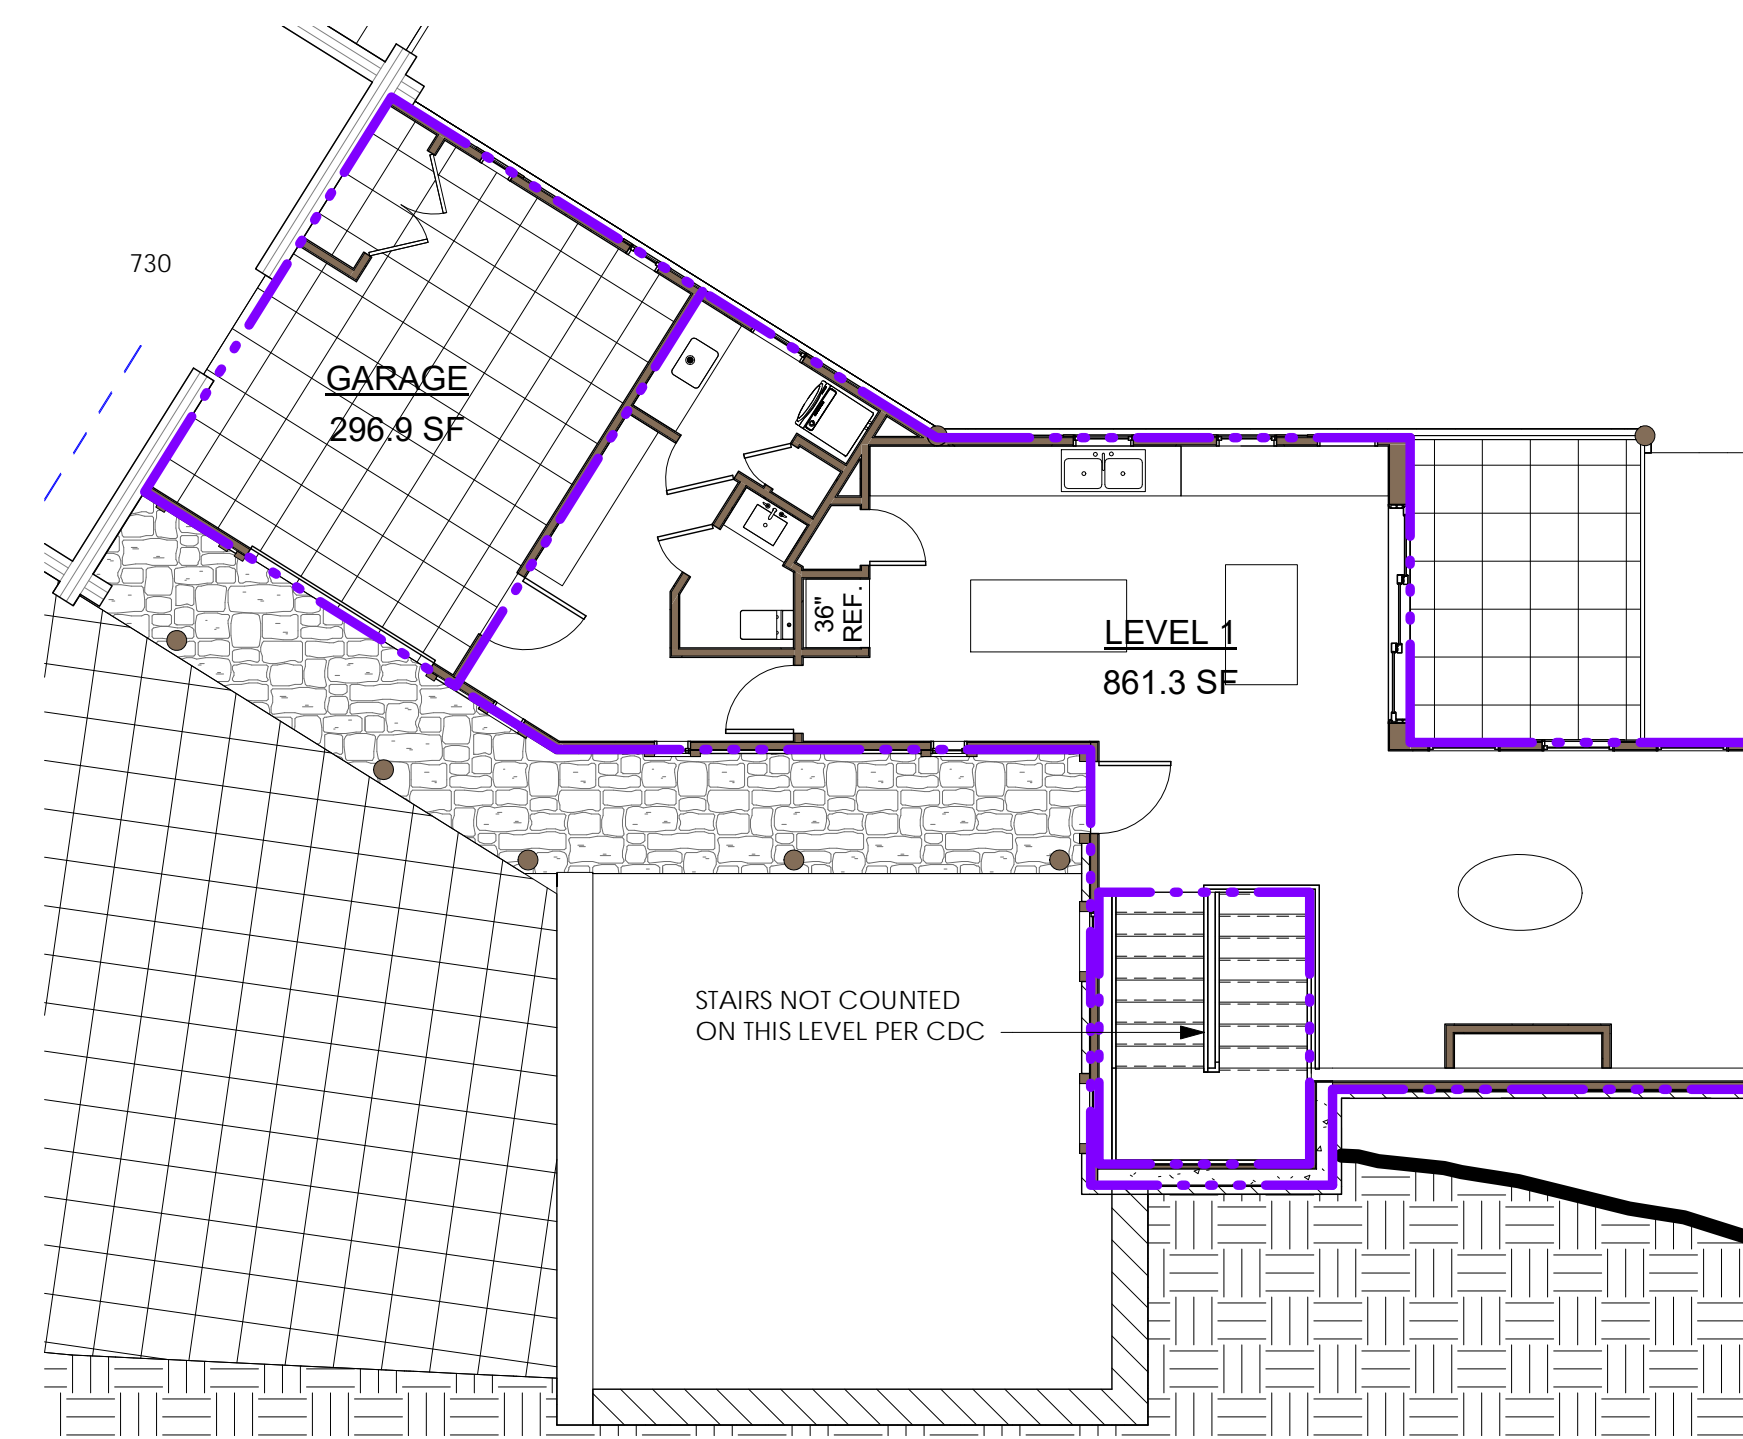 730
GARAGE
296.9 SF
36"
REF.
LEVEL 1
861.3 SF
STAIRS NOT COUNTED
ON THIS LEVEL PER CDC